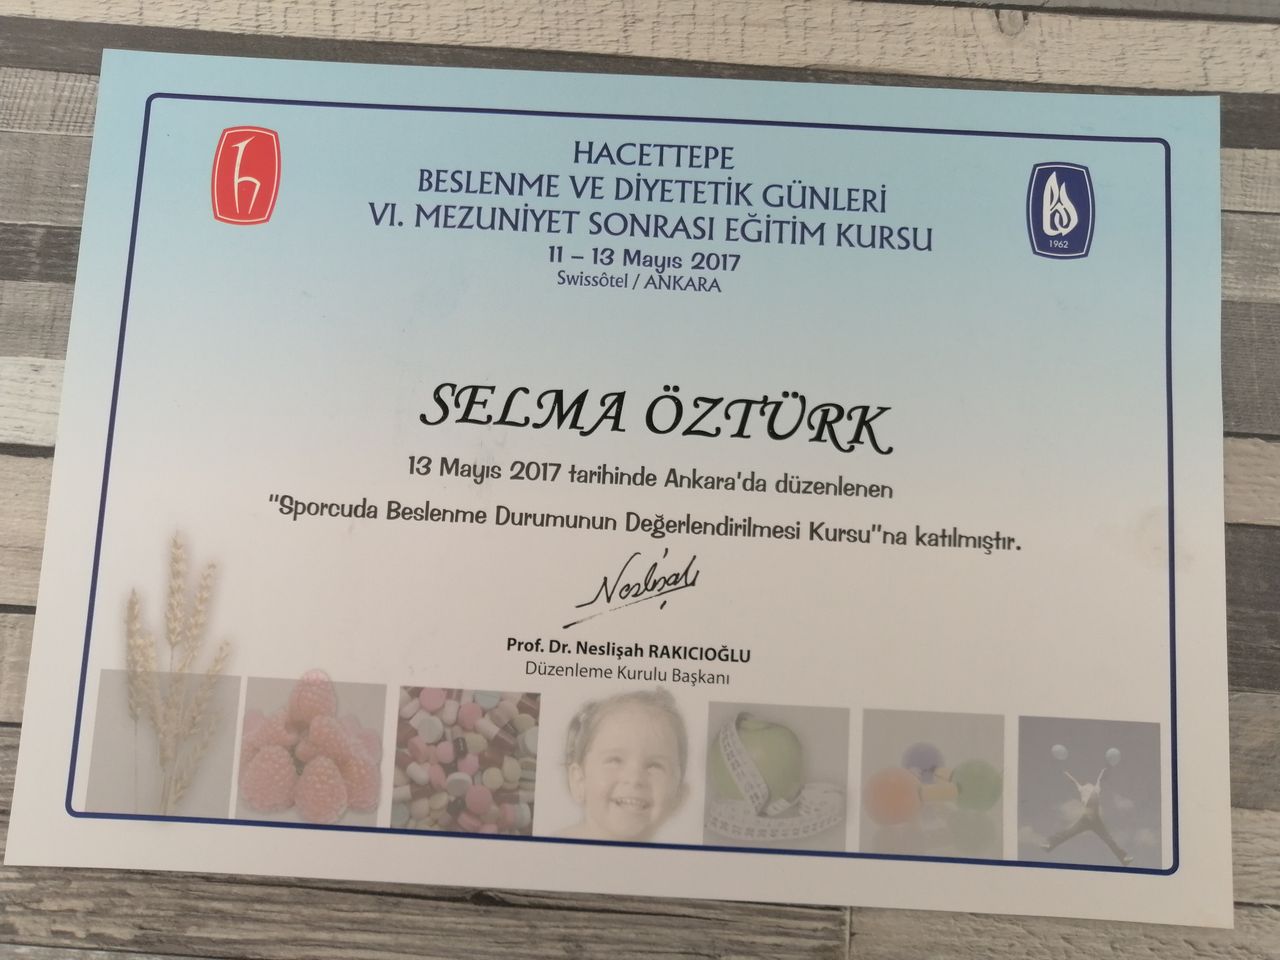 HACETTEPE
BESLENME VE DİYETETİK GÜNLERİ
VI. MEZUNİYET SONRASI EĞİTİM KURSU
11 – 13 Mayıs 2017
Swissôtel / ANKARA
1962
SELMA ÖZTÜRK
13 Mayıs 2017 tarihinde Ankara'da düzenlenen
"Sporcuda Beslenme Durumunun Değerlendirilmesi Kursu"na katılmıştır.
Neslişah
Prof. Dr. Neslişah RAKICIOĞLU
Düzenleme Kurulu Başkanı